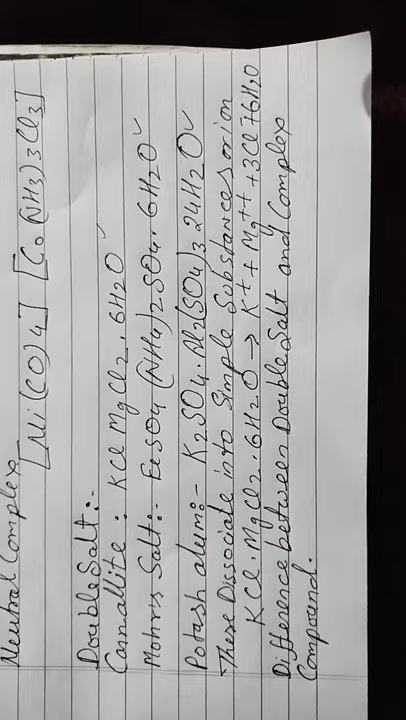 Neutral Complex
[Ni(CO)4] [Co(NH3)3Cl3]
Double Salt:-
Carnallite : KCl MgCl2. 6H2O
Mohris Salt:- FeSO4 (NH4)2SO4. 6H2O
Potash alum:- K2SO4. Al2(SO4)3 24H2O
These Dissociate into Simple Substances or ion
KCl. MgCl2. 6H2O → K+ + Mg++ + 3Cl- + 6H2O
Difference between Double Salt and Complex
Compound.